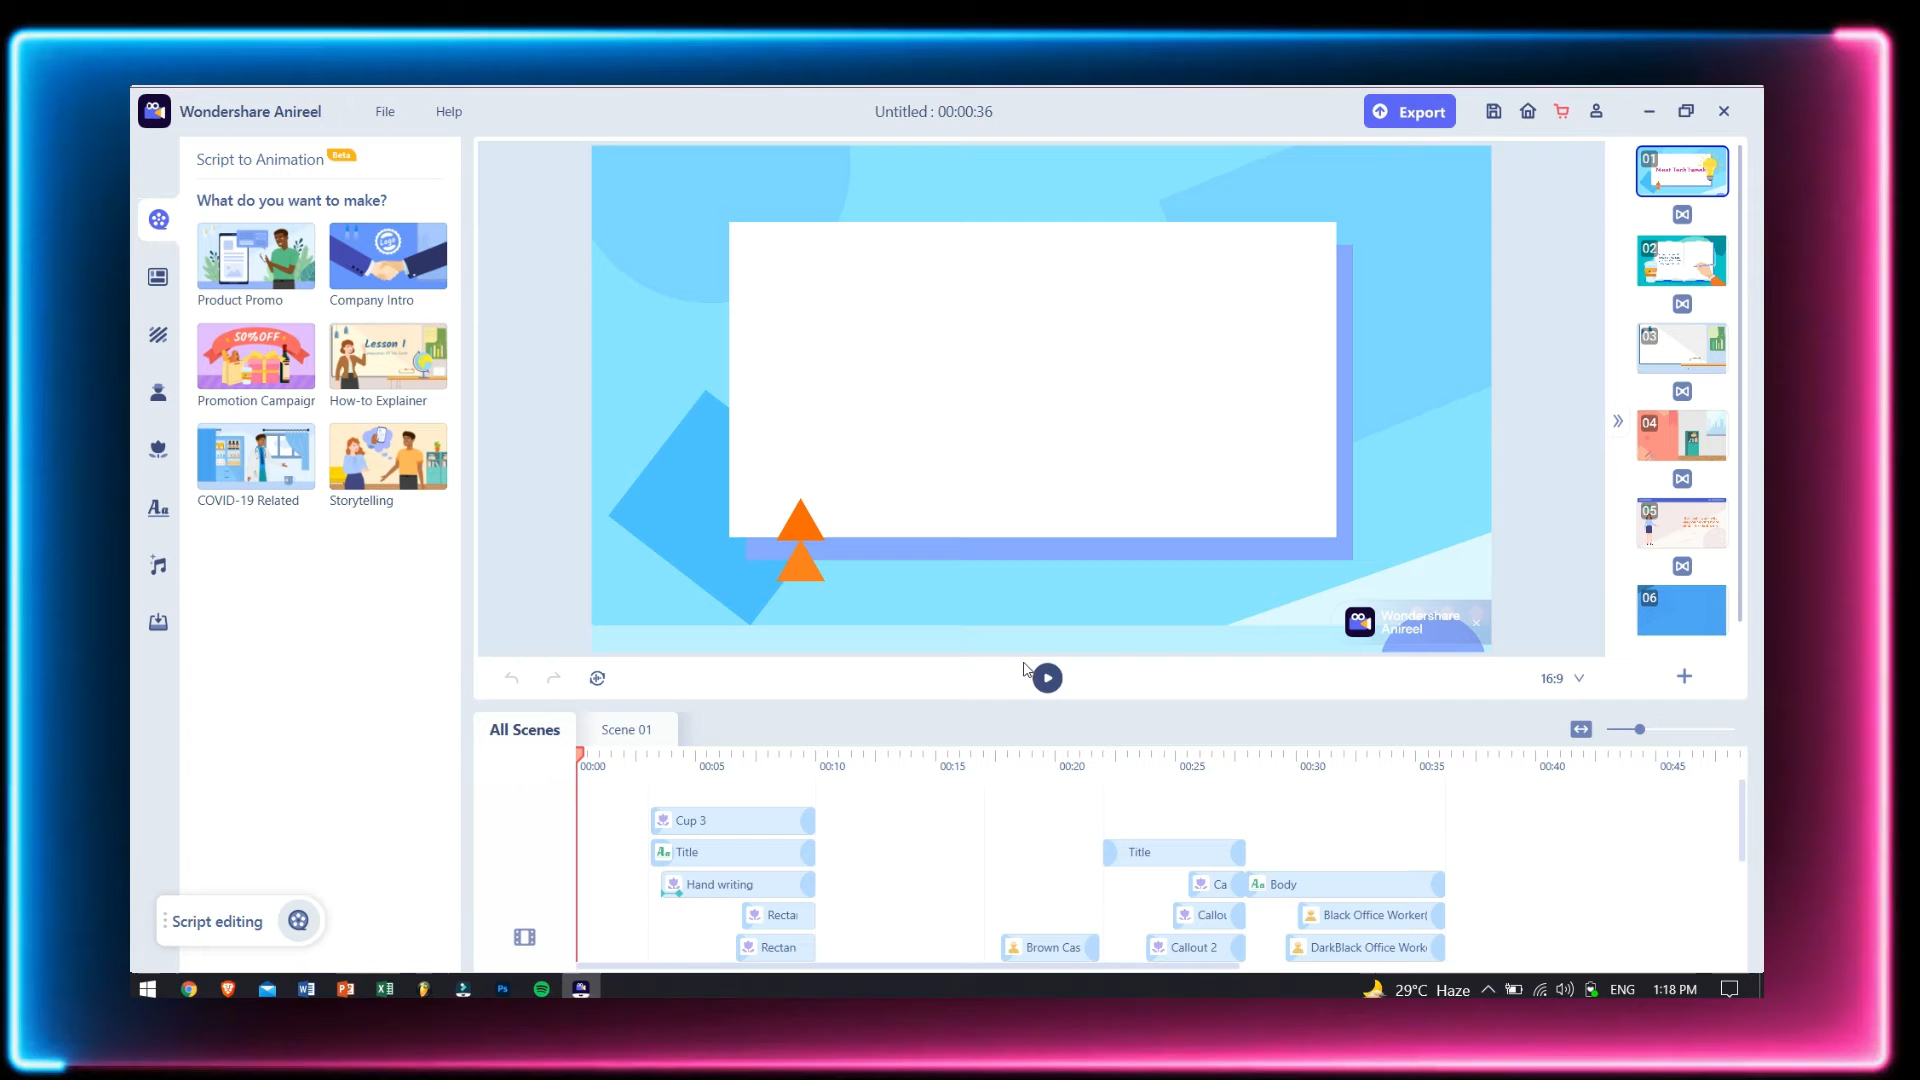 Wondershare Anireel
File
Help
Untitled : 00:00:36
Export
Script to Animation
Beta
What do you want to make?
Product Promo
Logo
Company Intro
50%OFF
Promotion Campaign
Lesson 1
How-to Explainer
COVID-19 Related
Storytelling
Wondershare
Anireel
01
02
03
04
05
06
16:9
All Scenes
Scene 01
00:00
00:05
00:10
00:15
00:20
00:25
00:30
00:35
00:40
00:45
Cup 3
Title
Title
Hand writing
Ca
Body
Recta
Callou
Black Office Worker(
Rectan
Brown Cas
Callout 2
DarkBlack Office Work
Script editing
29°C Haze
ENG
1:18 PM